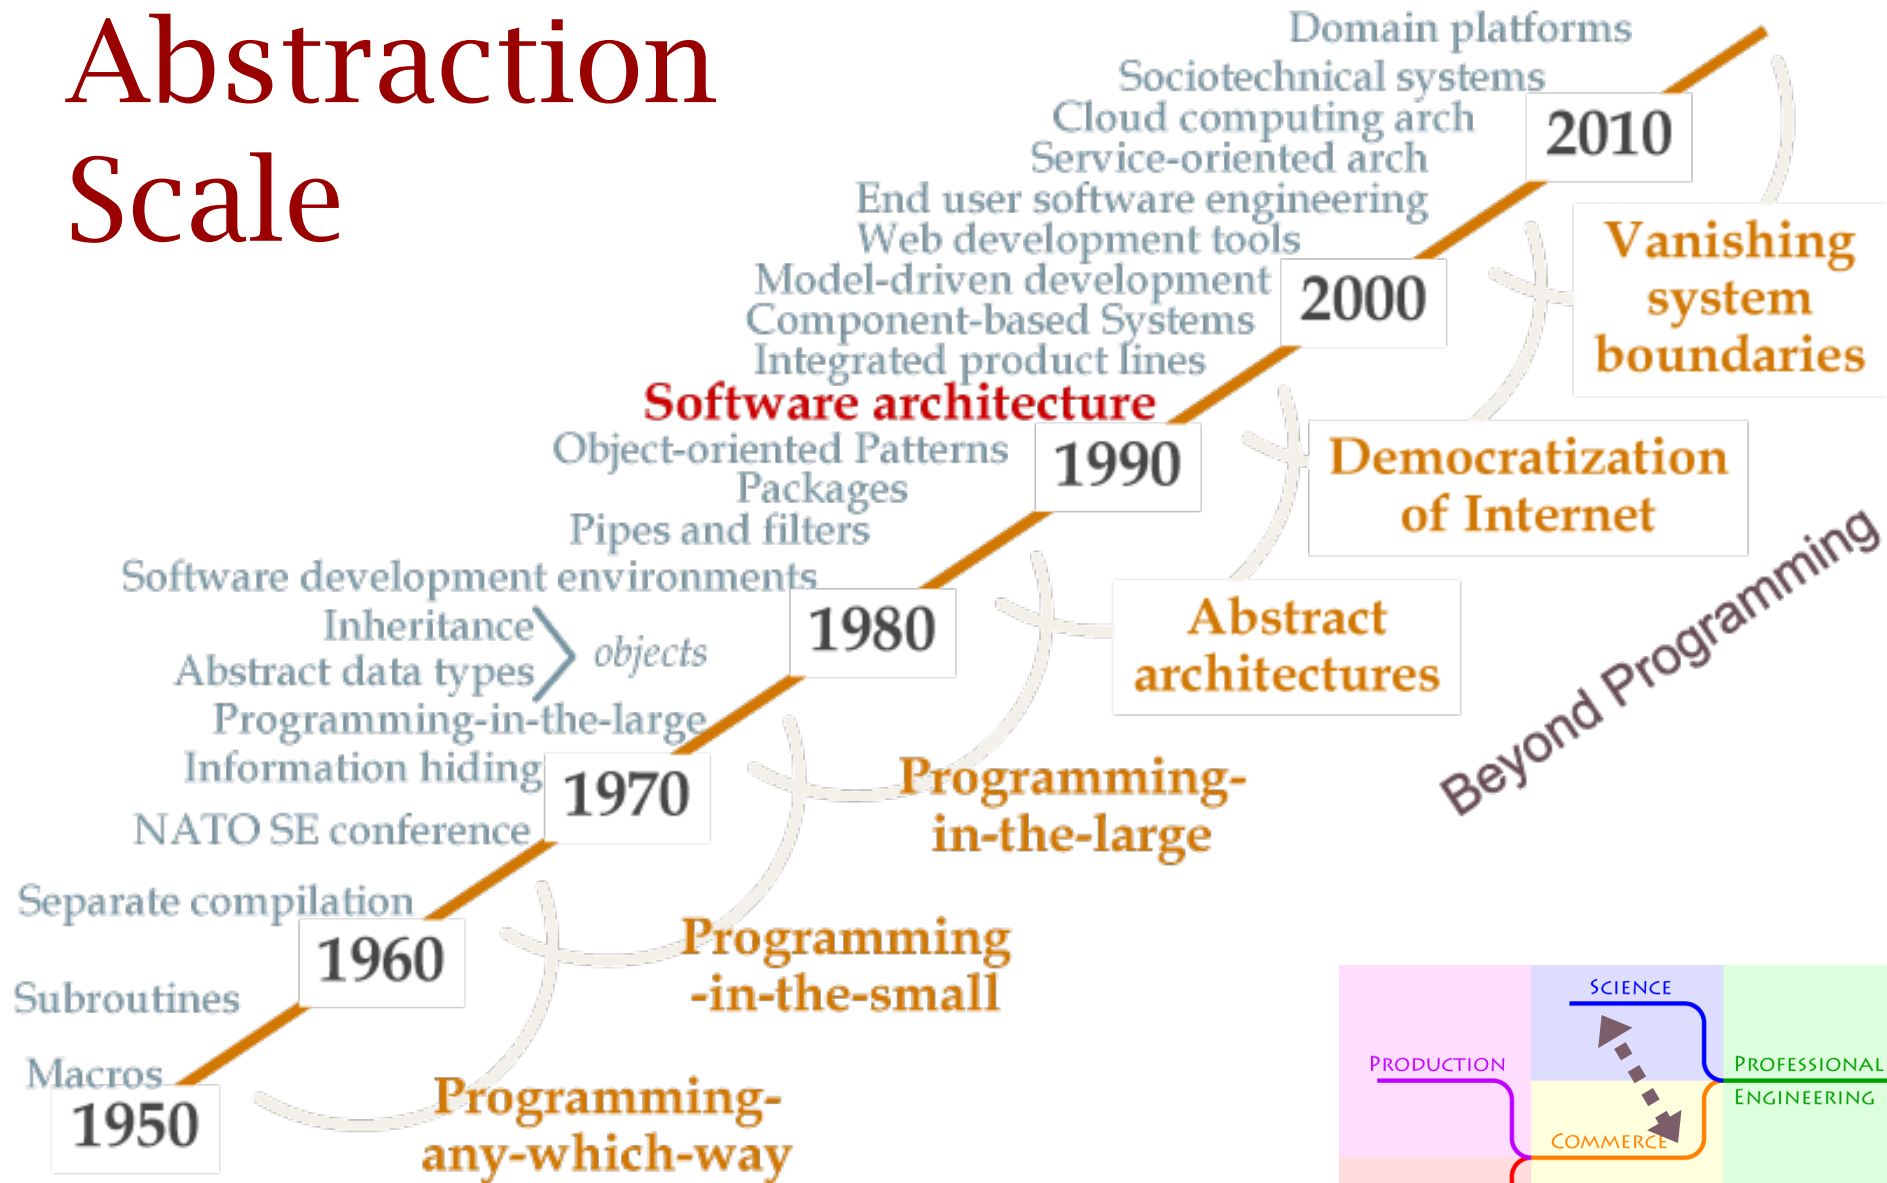 Abstraction
Scale
Domain platforms
Sociotechnical systems
2010
Cloud computing arch
Service-oriented arch
End user software engineering
Web development tools
Vanishing
system
boundaries
Model-driven development
2000
Component-based Systems
Integrated product lines
Software architecture
Object-oriented Patterns
1990
Democratization
of Internet
Packages
Pipes and filters
Software development environments
1980
Abstract
architectures
Beyond Programming
Inheritance
Abstract data types
objects
Programming-in-the-large
Information hiding
1970
Programming-
in-the-large
NATO SE conference
Separate compilation
1960
Programming
-in-the-small
Subroutines
Macros
1950
Programming-
any-which-way
SCIENCE
PRODUCTION
PROFESSIONAL
ENGINEERING
COMMERCE